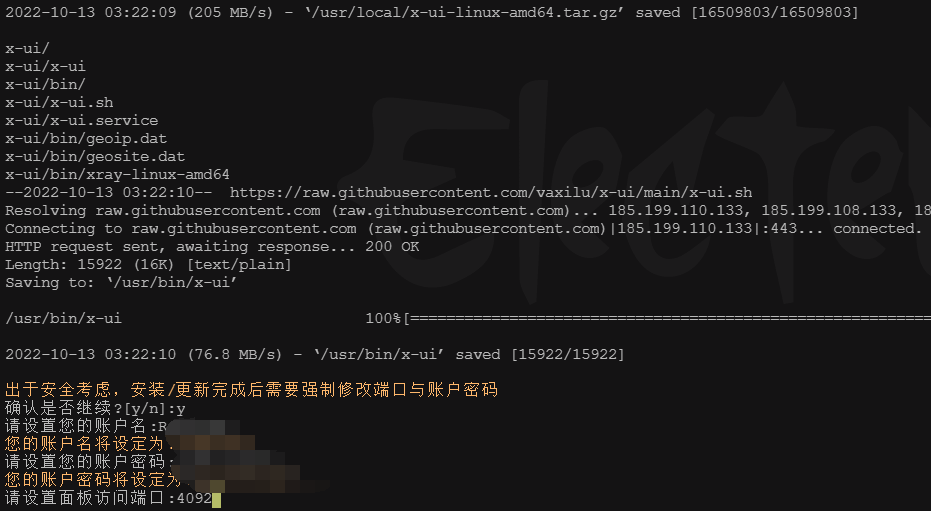 2022-10-13 03:22:09 (205 MB/s) - ‘/usr/local/x-ui-linux-amd64.tar.gz’ saved [16509803/16509803]
x-ui/
x-ui/x-ui
x-ui/bin/
x-ui/x-ui.sh
x-ui/x-ui.service
x-ui/bin/geoip.dat
x-ui/bin/geosite.dat
x-ui/bin/xray-linux-amd64
--2022-10-13 03:22:10--  https://raw.githubusercontent.com/vaxilu/x-ui/main/x-ui.sh
Resolving raw.githubusercontent.com (raw.githubusercontent.com)... 185.199.110.133, 185.199.108.133, 18
Connecting to raw.githubusercontent.com (raw.githubusercontent.com)|185.199.110.133|:443... connected.
HTTP request sent, awaiting response... 200 OK
Length: 15922 (16K) [text/plain]
Saving to: ‘/usr/bin/x-ui’
/usr/bin/x-ui 100%[==========================================================
2022-10-13 03:22:10 (76.8 MB/s) - ‘/usr/bin/x-ui’ saved [15922/15922]
出于安全考虑，安装/更新完成后需要强制修改端口与账户密码
确认是否继续?[y/n]:y
请设置您的账户名:R
您的账户名将设定为
请设置您的账户密码:
您的账户密码将设定为
请设置面板访问端口:4092
Electe